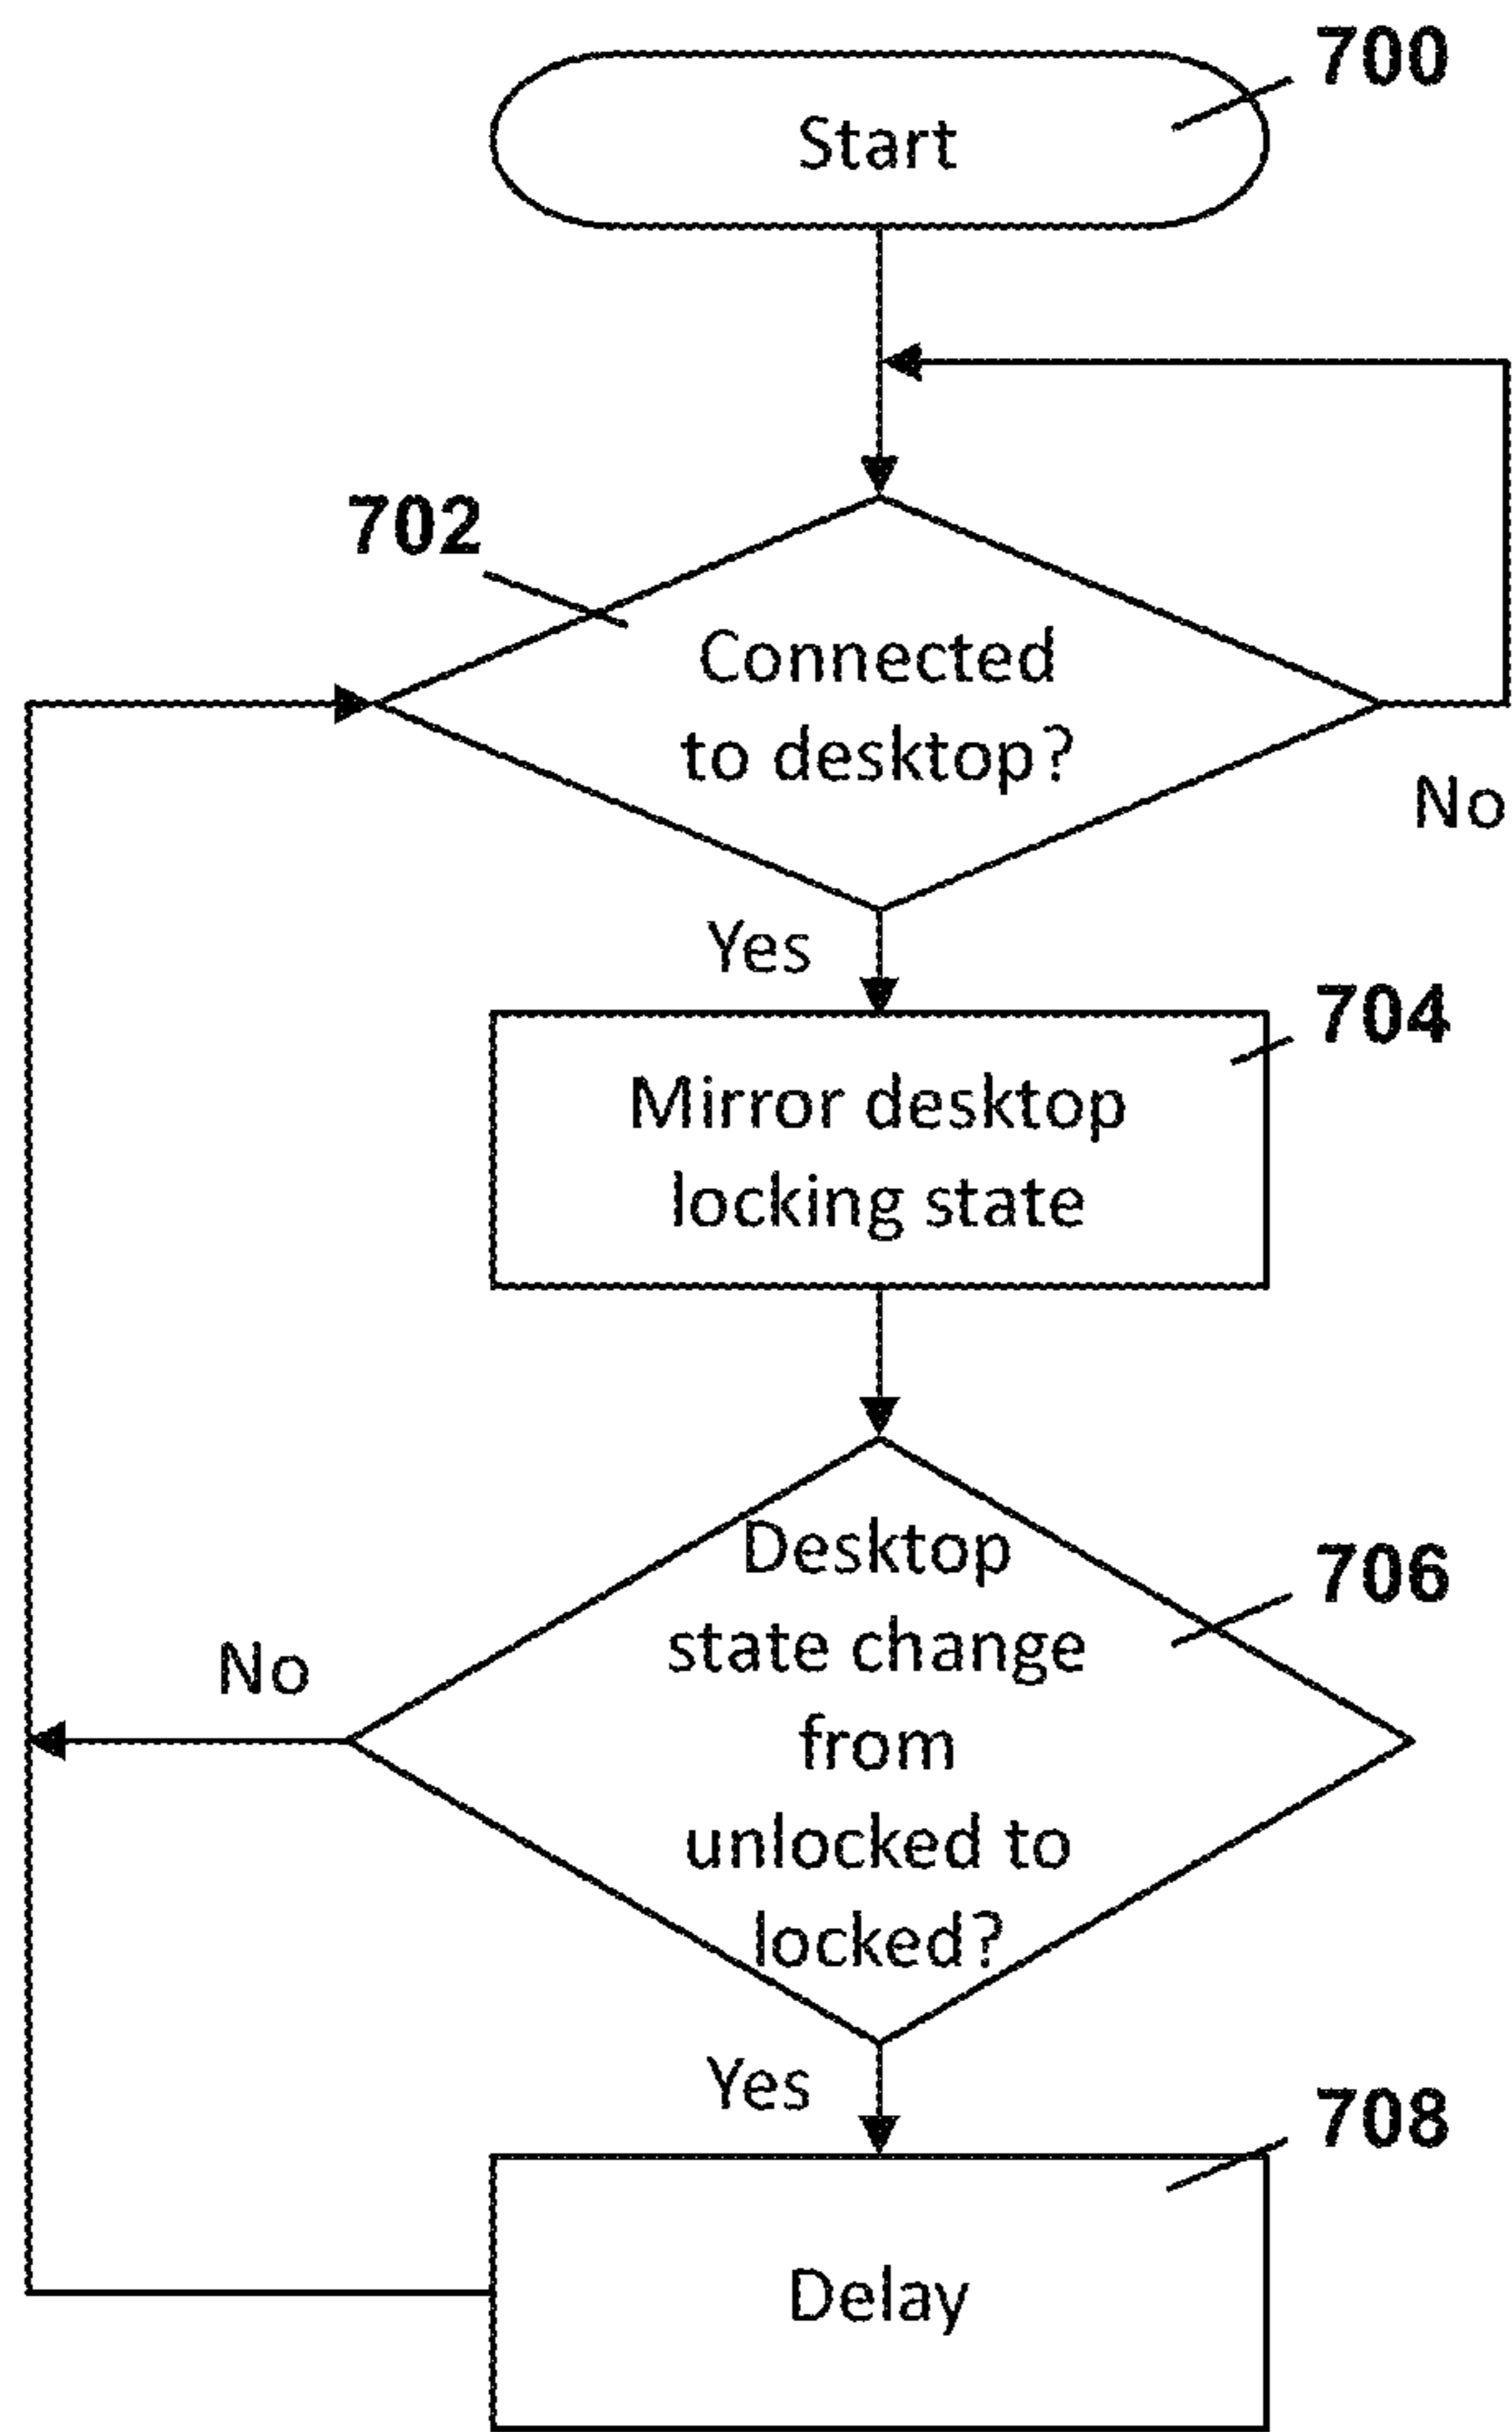 700
Start
702
Connected
to desktop?
No
Yes
704
Mirror desktop
locking state
706
Desktop
state change
from
unlocked to
locked?
No
Yes
708
Delay